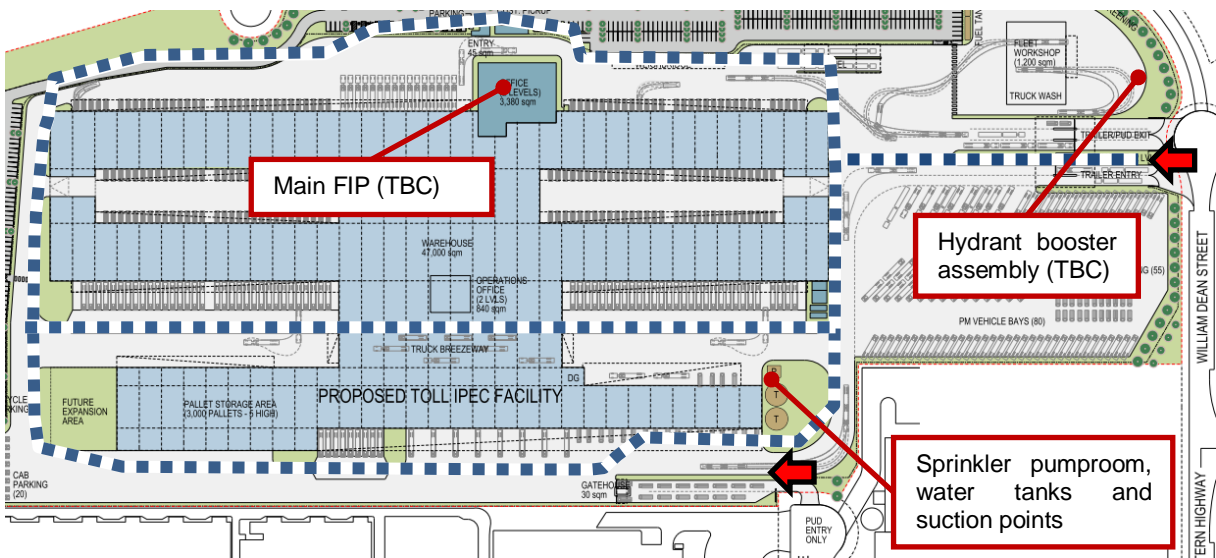 PARKING
ENTRY
45 sqm
OFFICE
LEVELS)
3,380 sqm
FUEL TAN
FLEET
WORKSHOP
(1,200 sqm)
TRUCK WASH
TRAILER/PUD EXIT
TRAILER ENTRY
Main FIP (TBC)
WAREHOUSE
47,000 sqm
OPERATIONS
OFFICE
(2 LVLS)
840 sqm
Hydrant booster
assembly (TBC)
(55)
PM VEHICLE BAYS (80)
WILLIAM DEAN STREET
TRUCK BREEZEWAY
DG
PROPOSED TOLL IPEC FACILITY
FUTURE
EXPANSION
AREA
PALLET STORAGE AREA
(3,000 PALLETS - 5 HIGH)
T
T
CAB
PARKING
(20)
GATEHOUSE
30 sqm
Sprinkler pumproom,
water tanks and
suction points
PUD
ENTRY
ONLY
TERN HIGHWAY